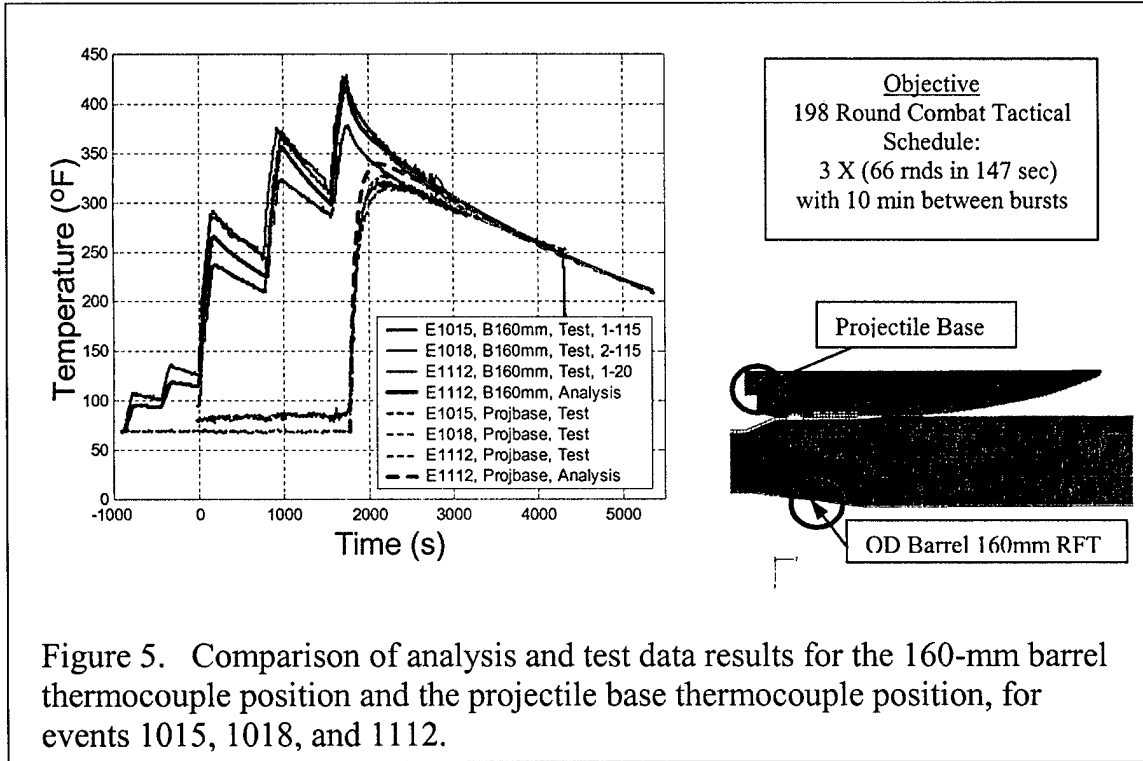 450
400
350
300
250
200
150
100
50
0
Temperature (ºF)
-1000 0 1000 2000 3000 4000 5000
Time (s)
E1015, B160mm, Test, 1-115
E1018, B160mm, Test, 2-115
E1112, B160mm, Test, 1-20
E1112, B160mm, Analysis
E1015, Projbase, Test
E1018, Projbase, Test
E1112, Projbase, Test
E1112, Projbase, Analysis
Objective
198 Round Combat Tactical
Schedule:
3 X (66 rnds in 147 sec)
with 10 min between bursts
Projectile Base
OD Barrel 160mm RFT
Figure 5. Comparison of analysis and test data results for the 160-mm barrel
thermocouple position and the projectile base thermocouple position, for
events 1015, 1018, and 1112.